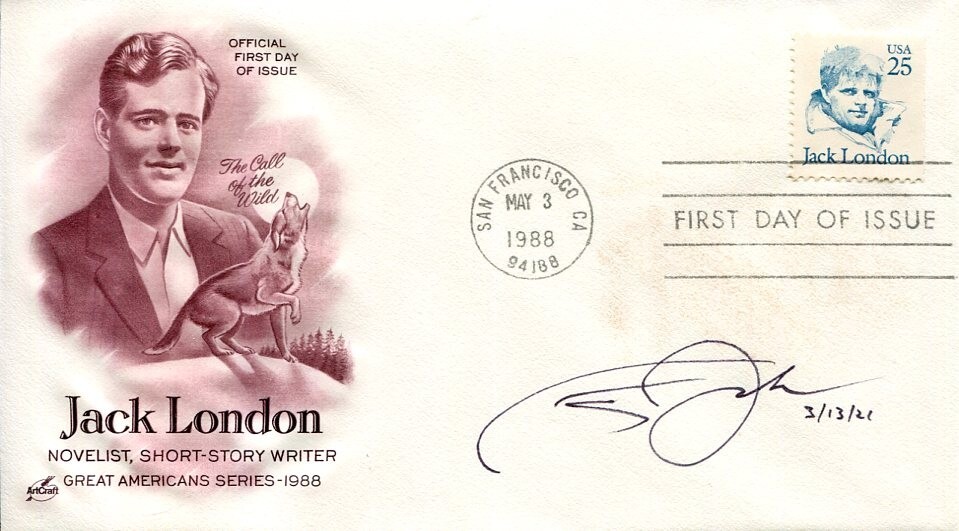 OFFICIAL
FIRST DAY
OF ISSUE
The Call
of the
Wild
Jack London
NOVELIST, SHORT-STORY WRITER
GREAT AMERICANS SERIES-1988
ArtCraft
SAN FRANCISCO CA
MAY 3
1988
94188
USA
25
Jack London
FIRST DAY OF ISSUE
3/13/21